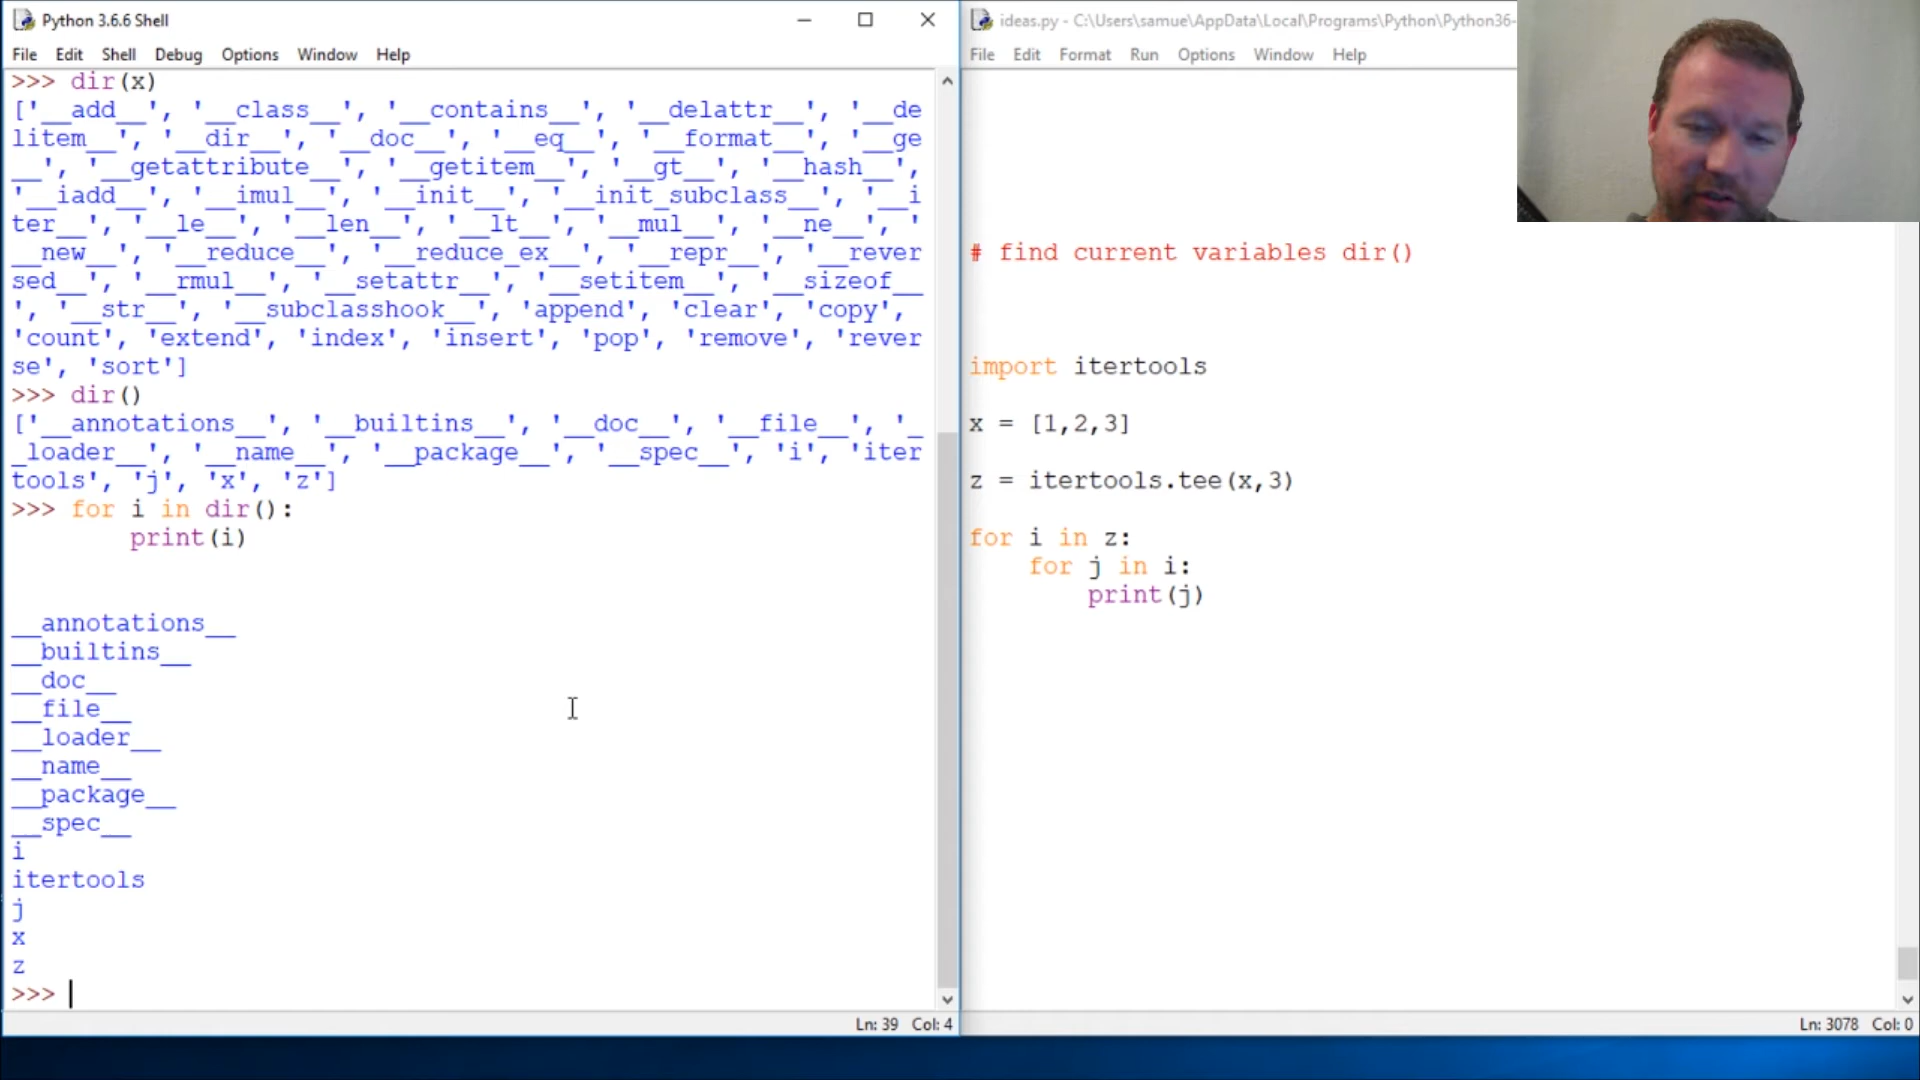 Python 3.6.6 Shell
File Edit Shell Debug Options Window Help
>>> dir(x)
['__add__', '__class__', '__contains__', '__delattr__', '__de
litem__', '__dir__', '__doc__', '__eq__', '__format__', '__ge
__', '__getattribute__', '__getitem__', '__gt__', '__hash__',
'__iadd__', '__imul__', '__init__', '__init_subclass__', '__i
ter__', '__le__', '__len__', '__lt__', '__mul__', '__ne__', '
__new__', '__reduce__', '__reduce_ex__', '__repr__', '__rever
sed__', '__rmul__', '__setattr__', '__setitem__', '__sizeof__
', '__str__', '__subclasshook__', 'append', 'clear', 'copy',
'count', 'extend', 'index', 'insert', 'pop', 'remove', 'rever
se', 'sort']
>>> dir()
['__annotations__', '__builtins__', '__doc__', '__file__', '_
_loader__', '__name__', '__package__', '__spec__', 'i', 'iter
tools', 'j', 'x', 'z']
>>> for i in dir():
        print(i)
__annotations__
__builtins__
__doc__
__file__
__loader__
__name__
__package__
__spec__
i
itertools
j
x
z
>>>
Ln: 39 Col: 4
ideas.py - C:\Users\samue\AppData\Local\Programs\Python\Python36-
File Edit Format Run Options Window Help
# find current variables dir()
import itertools
x = [1,2,3]
z = itertools.tee(x,3)
for i in z:
    for j in i:
        print(j)
Ln: 3078 Col: 0